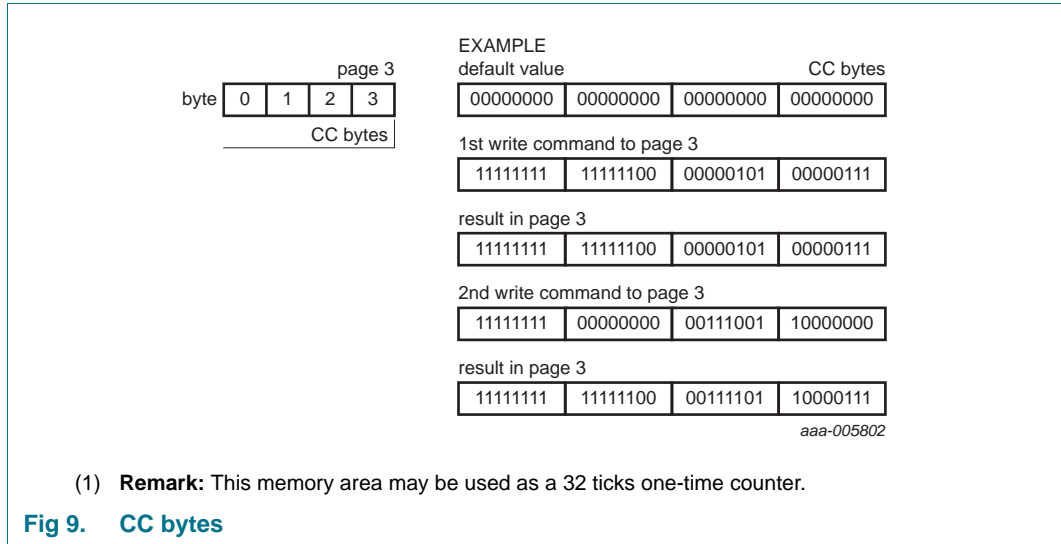 page 3
byte 0 1 2 3
CC bytes
EXAMPLE
default value CC bytes
00000000 00000000 00000000 00000000
1st write command to page 3
11111111 11111100 00000101 00000111
result in page 3
11111111 11111100 00000101 00000111
2nd write command to page 3
11111111 00000000 00111001 10000000
result in page 3
11111111 11111100 00111101 10000111
aaa-005802
(1) Remark: This memory area may be used as a 32 ticks one-time counter.
Fig 9. CC bytes